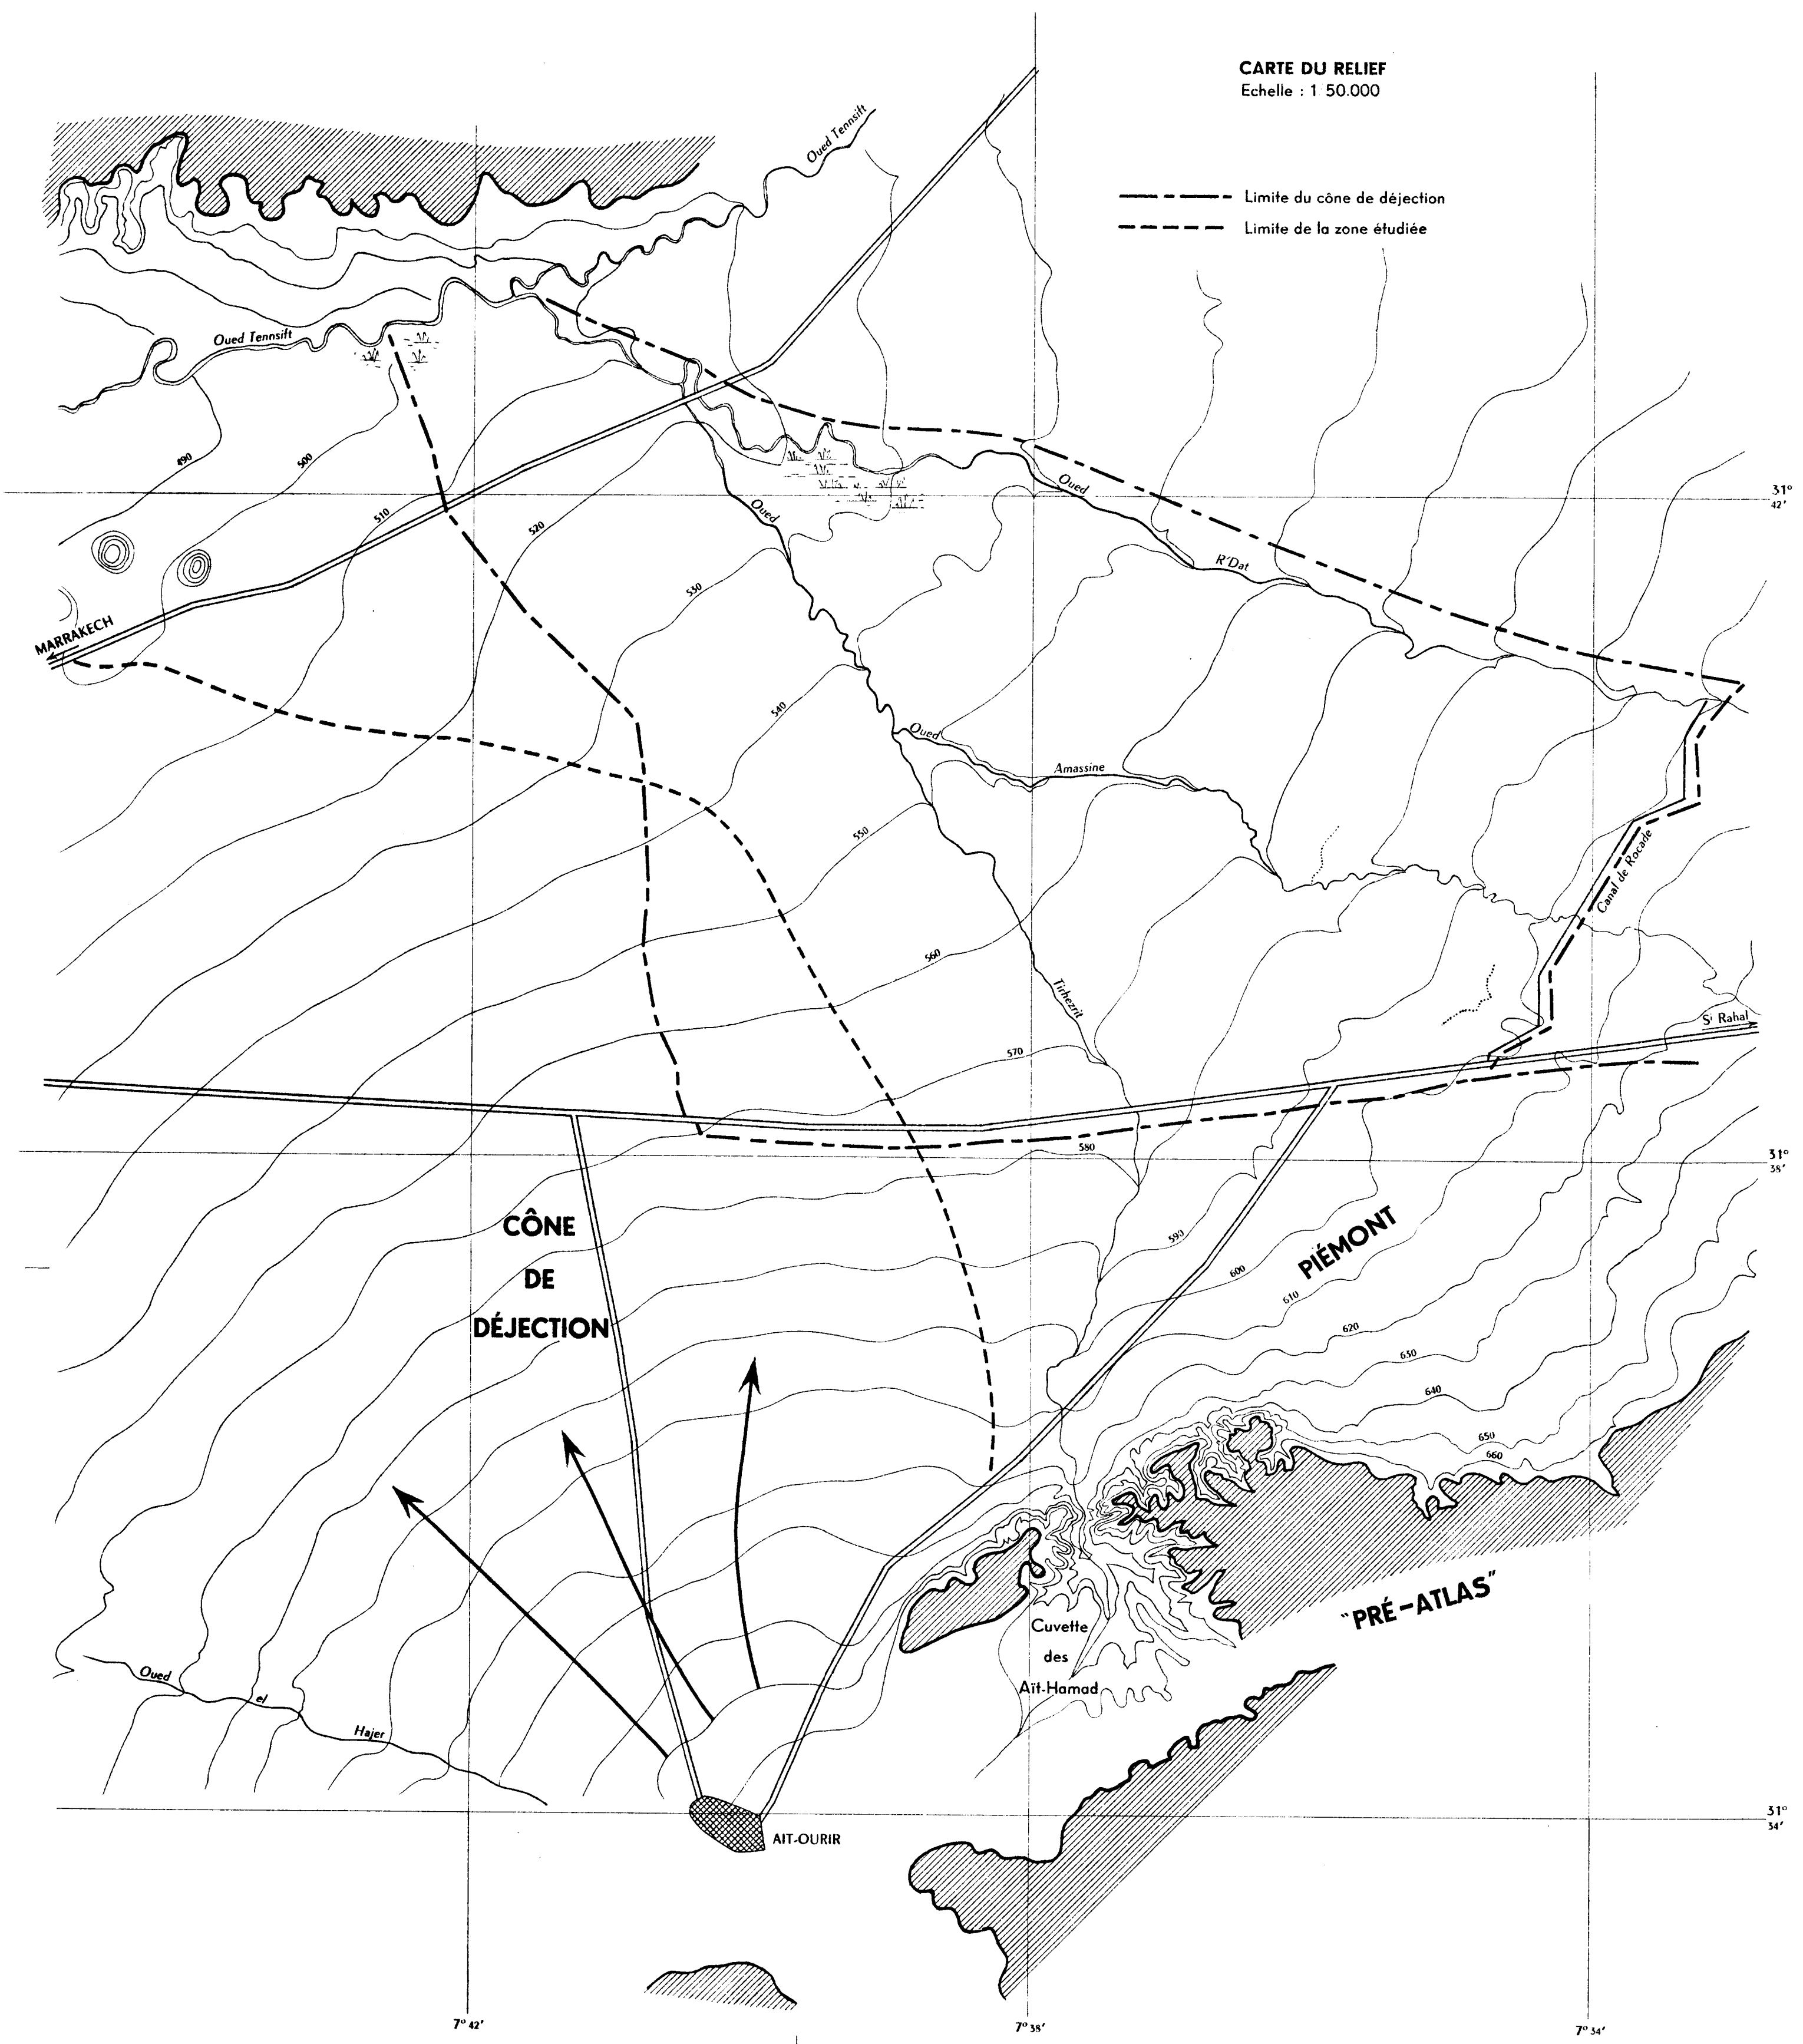 CARTE DU RELIEF
Echelle : 1 50.000
Limite du cône de déjection
Limite de la zone étudiée
Oued Tennsift
Oued Tennsift
490
500
510
520
530
540
550
560
570
580
590
600
610
620
630
640
650
660
Oued
Oued
R'Dat
31°
42'
MARRAKECH
Oued
Amassine
Canal de Rocade
Tirhezrit
Sⁱ Rahal
31°
38'
CÔNE
DE
DÉJECTION
PIÉMONT
"PRÉ-ATLAS"
Cuvette
des
Aït-Hamad
Oued
el
Hajer
AIT-OURIR
31°
34'
7° 42'
7° 38'
7° 34'